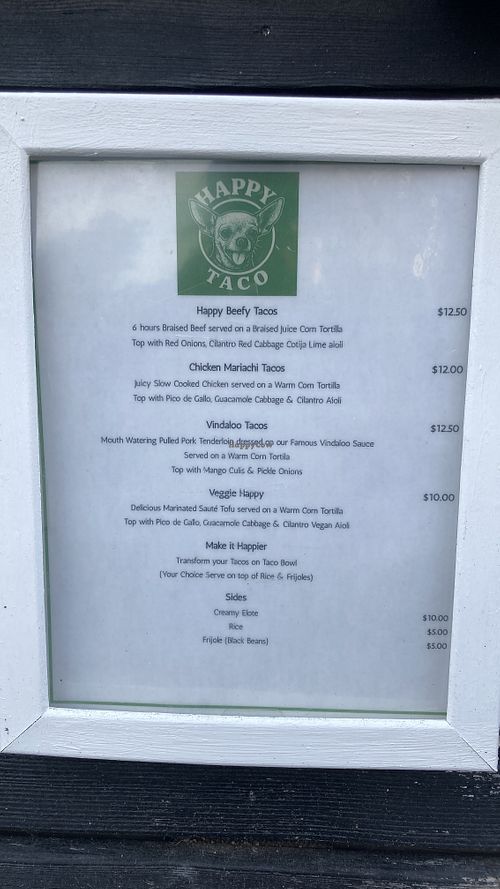 HAPPY
TACO
Happy Beefy Tacos $12.50
6 hours Braised Beef served on a Braised Juice Corn Tortilla
Top with Red Onions, Cilantro Red Cabbage Cotija Lime aioli
Chicken Mariachi Tacos $12.00
Juicy Slow Cooked Chicken served on a Warm Corn Tortilla
Top with Pico de Gallo, Guacamole Cabbage & Cilantro Aioli
Vindaloo Tacos $12.50
Mouth Watering Pulled Pork Tenderloin dressed on our Famous Vindaloo Sauce
HappyCow
Served on a Warm Corn Tortila
Top with Mango Culis & Pickle Onions
Veggie Happy $10.00
Delicious Marinated Sauté Tofu served on a Warm Corn Tortilla
Top with Pico de Gallo, Guacamole Cabbage & Cilantro Vegan Aioli
Make it Happier
Transform your Tacos on Taco Bowl
(Your Choice Serve on top of Rice & Frijoles)
Sides
Creamy Elote $10.00
Rice $5.00
Frijole (Black Beans) $5.00